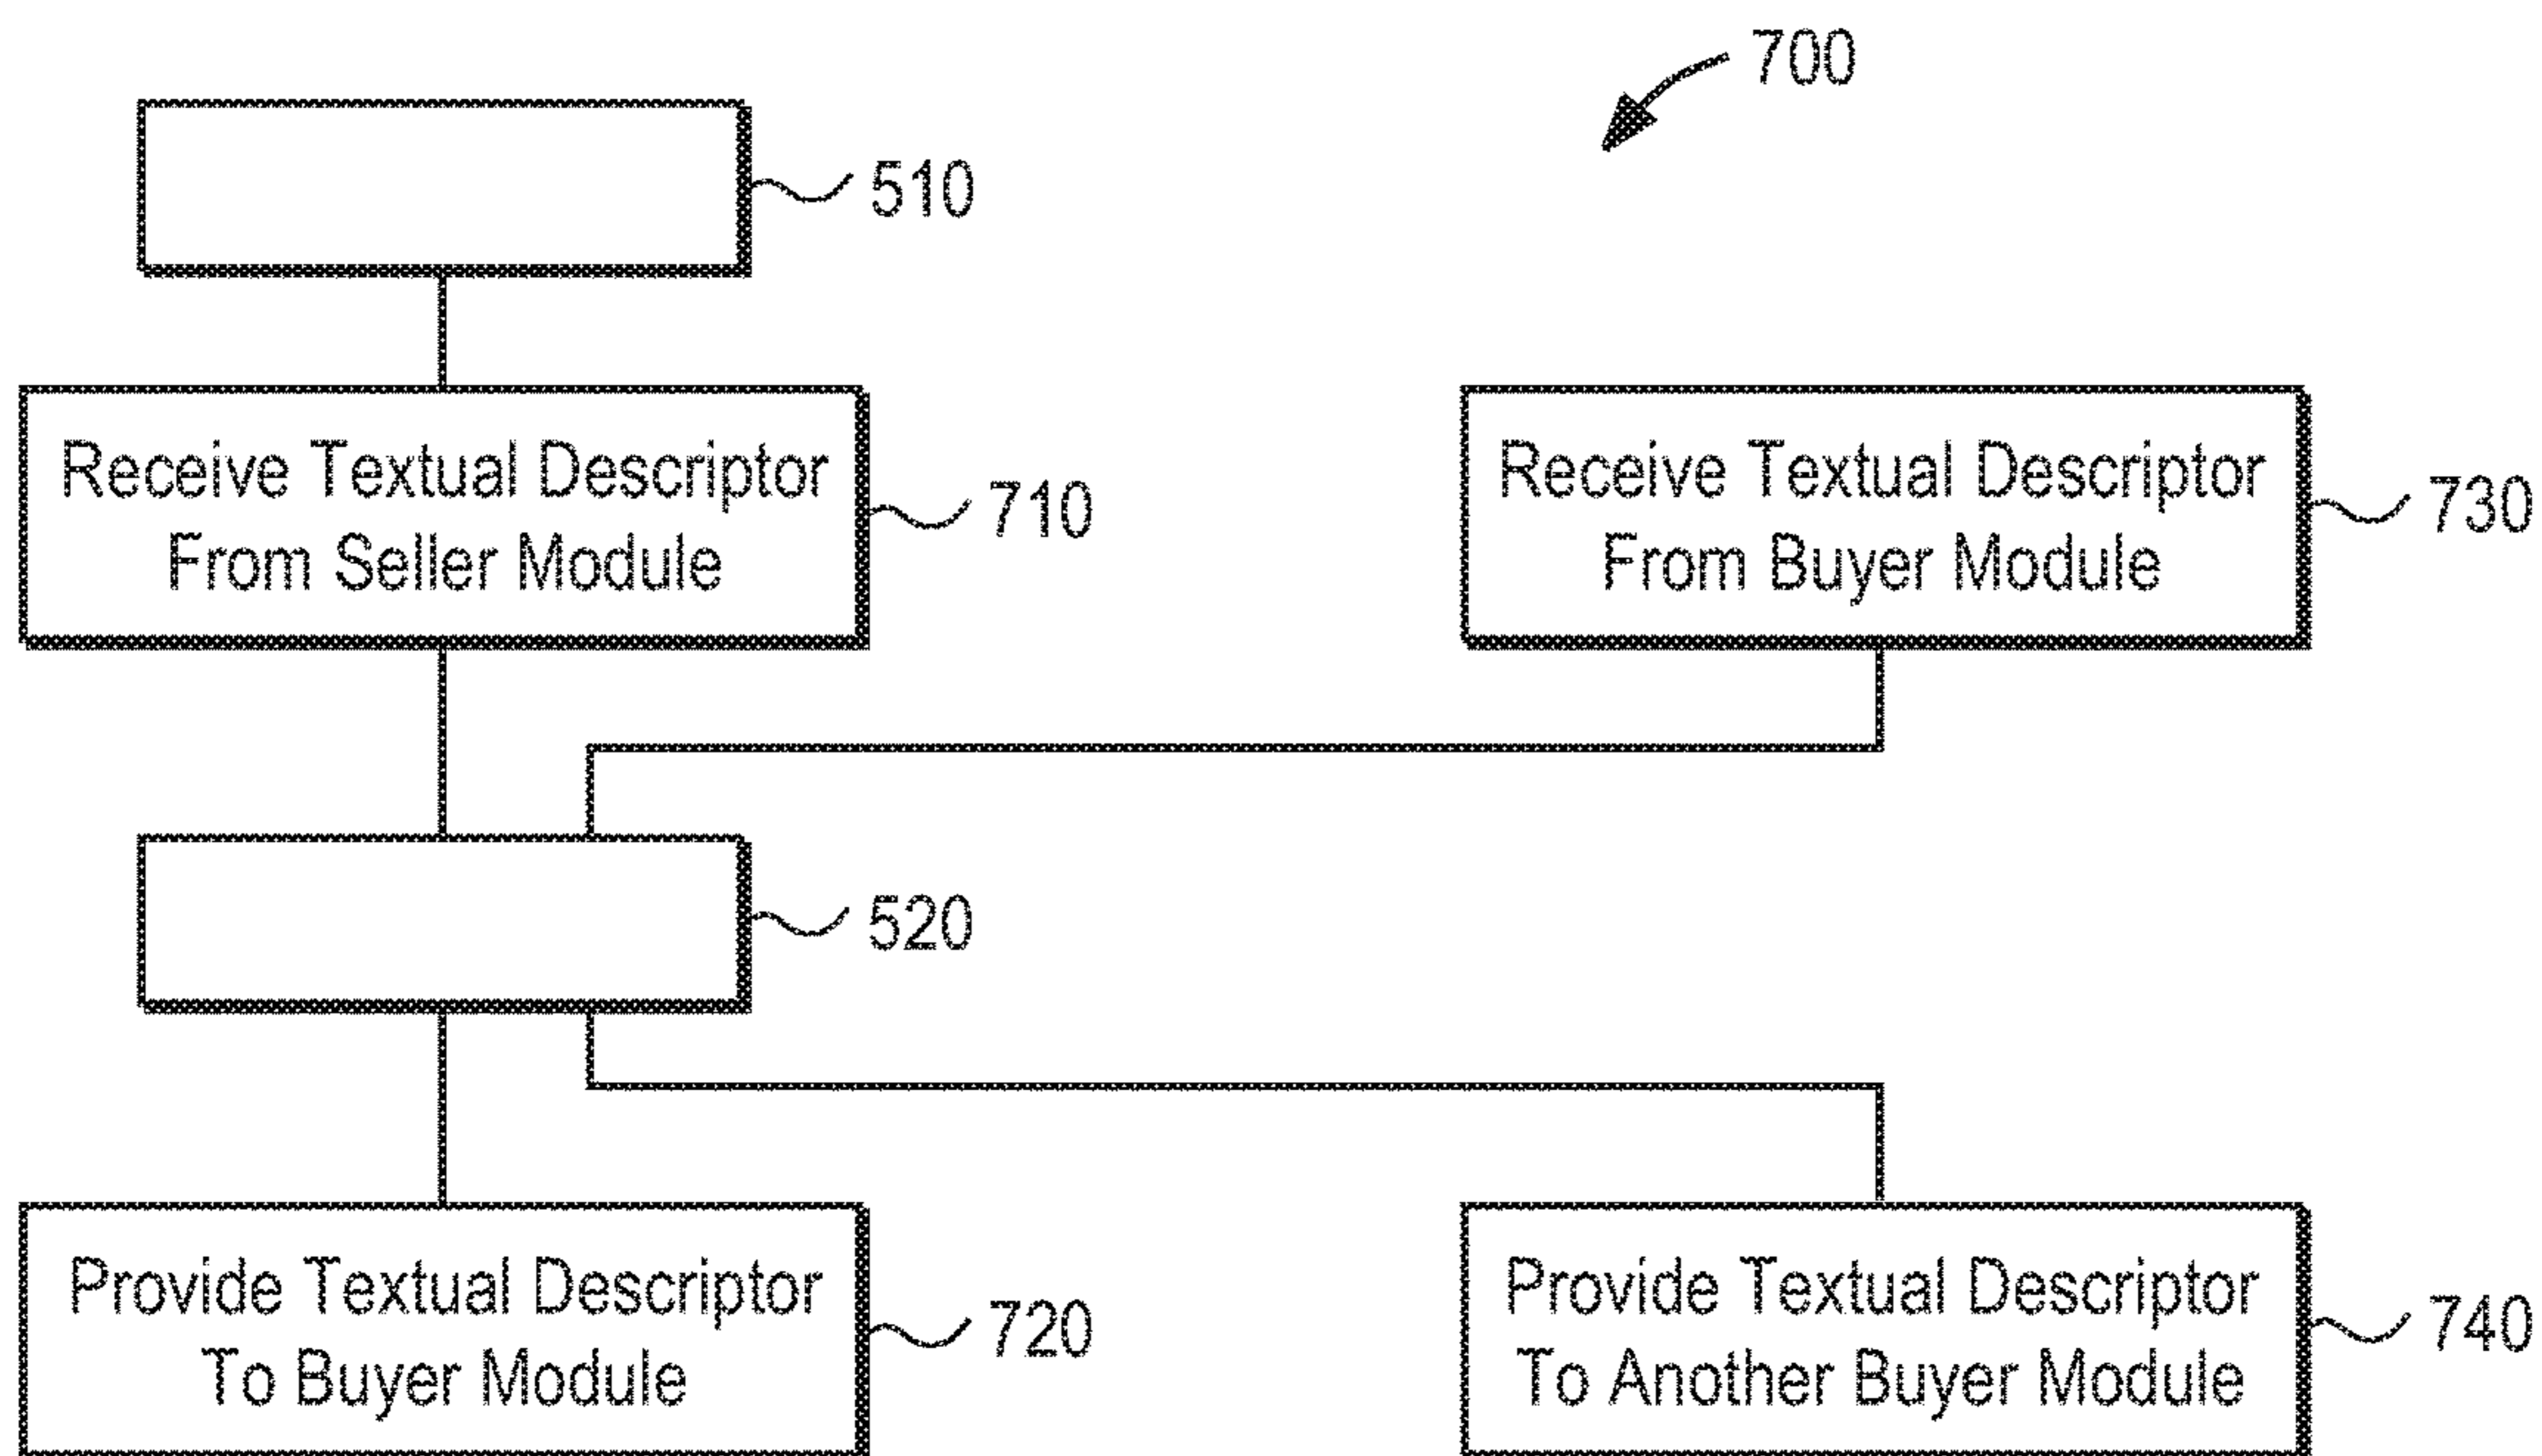 700
510
Receive Textual Descriptor
From Seller Module
710
Receive Textual Descriptor
From Buyer Module
730
520
Provide Textual Descriptor
To Buyer Module
720
Provide Textual Descriptor
To Another Buyer Module
740